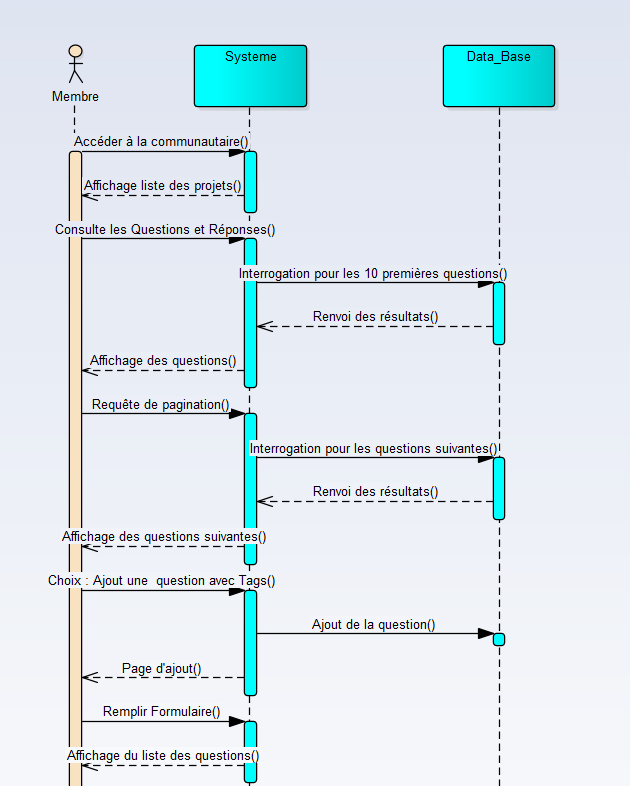 Systeme
Data_Base
Membre
Accéder à la communautaire()
Affichage liste des projets()
Consulte les Questions et Réponses()
Interrogation pour les 10 premières questions()
Renvoi des résultats()
Affichage des questions()
Requête de pagination()
Interrogation pour les questions suivantes()
Renvoi des résultats()
Affichage des questions suivantes()
Choix : Ajout une  question avec Tags()
Ajout de la question()
Page d'ajout()
Remplir Formulaire()
Affichage du liste des questions()